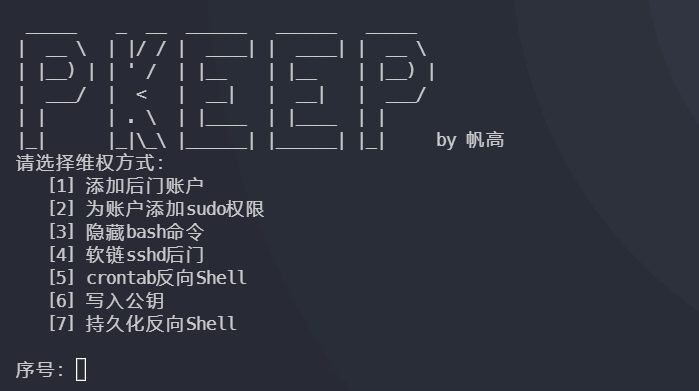 PKEEP
by 帆高
请选择维权方式:
[1] 添加后门账户
[2] 为账户添加sudo权限
[3] 隐藏bash命令
[4] 软链sshd后门
[5] crontab反向Shell
[6] 写入公钥
[7] 持久化反向Shell
序号: